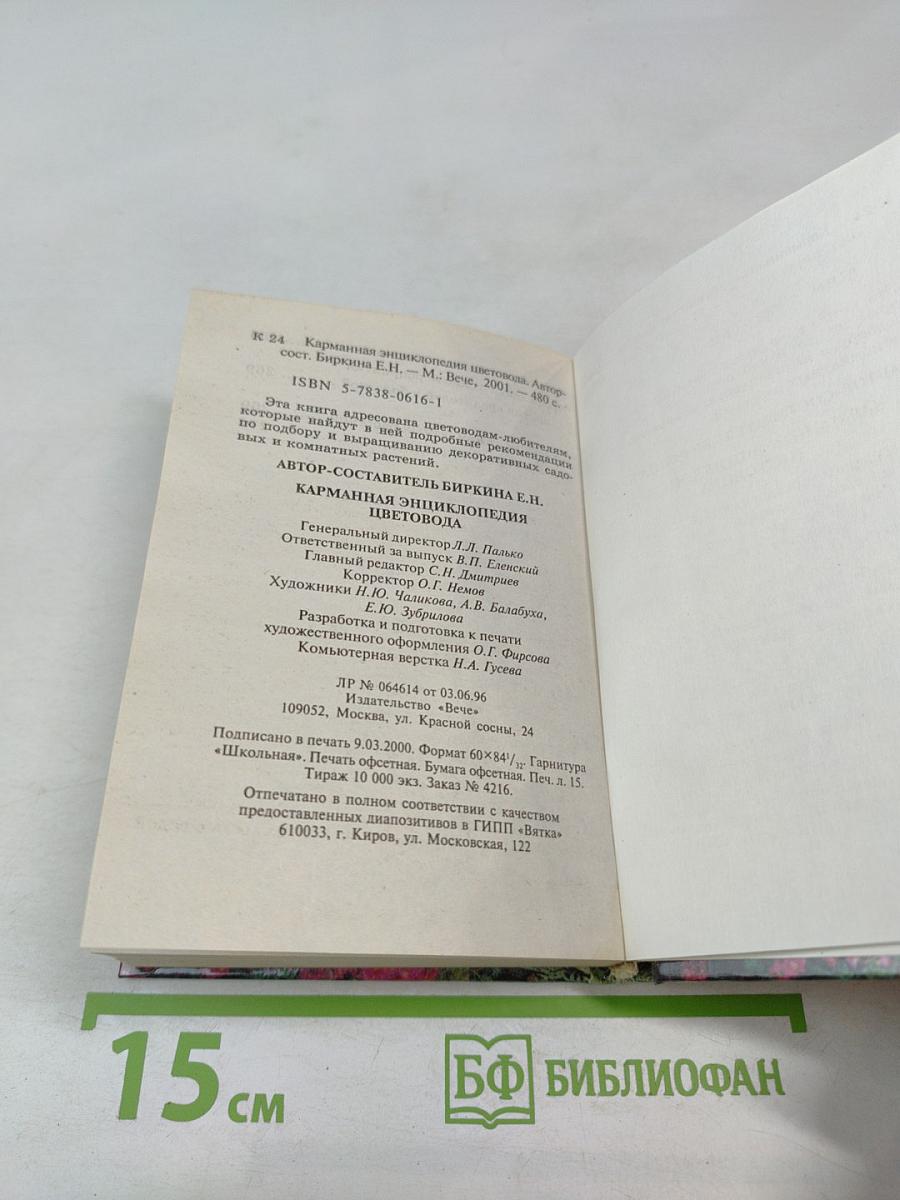 К 24 Карманная энциклопедия цветовода. Автор-
сост. Биркина Е.Н. — М.: Вече, 2001. — 480 с.
ISBN 5-7838-0616-1
Эта книга адресована цветоводам-любителям,
которые найдут в ней подробные рекомендации
по подбору и выращиванию декоративных садо-
вых и комнатных растений.
АВТОР-СОСТАВИТЕЛЬ БИРКИНА Е.Н.
КАРМАННАЯ ЭНЦИКЛОПЕДИЯ
ЦВЕТОВОДА
Генеральный директор Л.Л. Палько
Ответственный за выпуск В.П. Еленский
Главный редактор С.Н. Дмитриев
Корректор О.Г. Немов
Художники Н.Ю. Чаликова, А.В. Балабуха,
Е.Ю. Зубрилова
Разработка и подготовка к печати
художественного оформления О.Г. Фирсова
Комьютерная верстка Н.А. Гусева
ЛР № 064614 от 03.06.96
Издательство «Вече»
109052, Москва, ул. Красной сосны, 24
Подписано в печать 9.03.2000. Формат 60×84¹/₃₂. Гарнитура
«Школьная». Печать офсетная. Бумага офсетная. Печ. л. 15.
Тираж 10 000 экз. Заказ № 4216.
Отпечатано в полном соответствии с качеством
предоставленных диапозитивов в ГИПП «Вятка»
610033, г. Киров, ул. Московская, 122
15 см
БФ БИБЛИОФАН